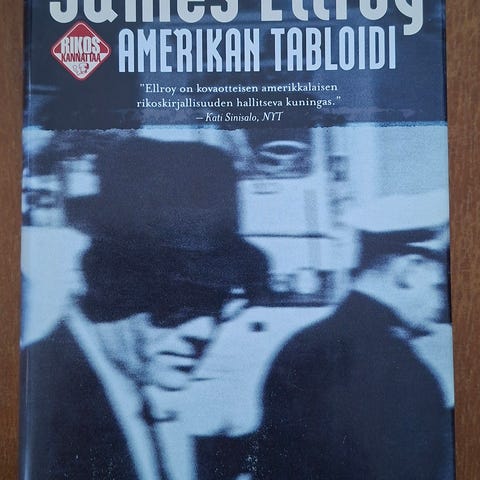 James Ellroy
RIKOS
KANNATTAA
AMERIKAN TABLOIDI
"Ellroy on kovaotteisen amerikkalaisen
rikoskirjallisuuden hallitseva kuningas."
– Kati Sinisalo, NYT